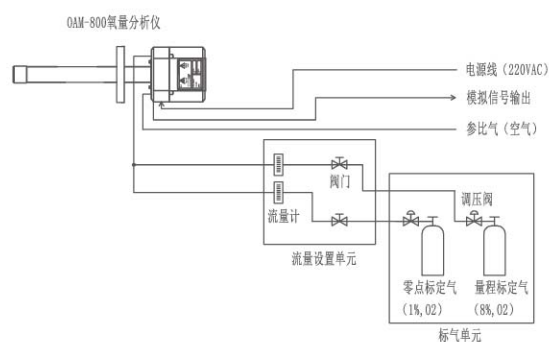 OAM-800氧量分析仪
电源线（220VAC）
模拟信号输出
参比气（空气）
阀门
调压阀
流量计
流量设置单元
零点标定气
(1%,O2)
量程标定气
(8%,O2)
标气单元